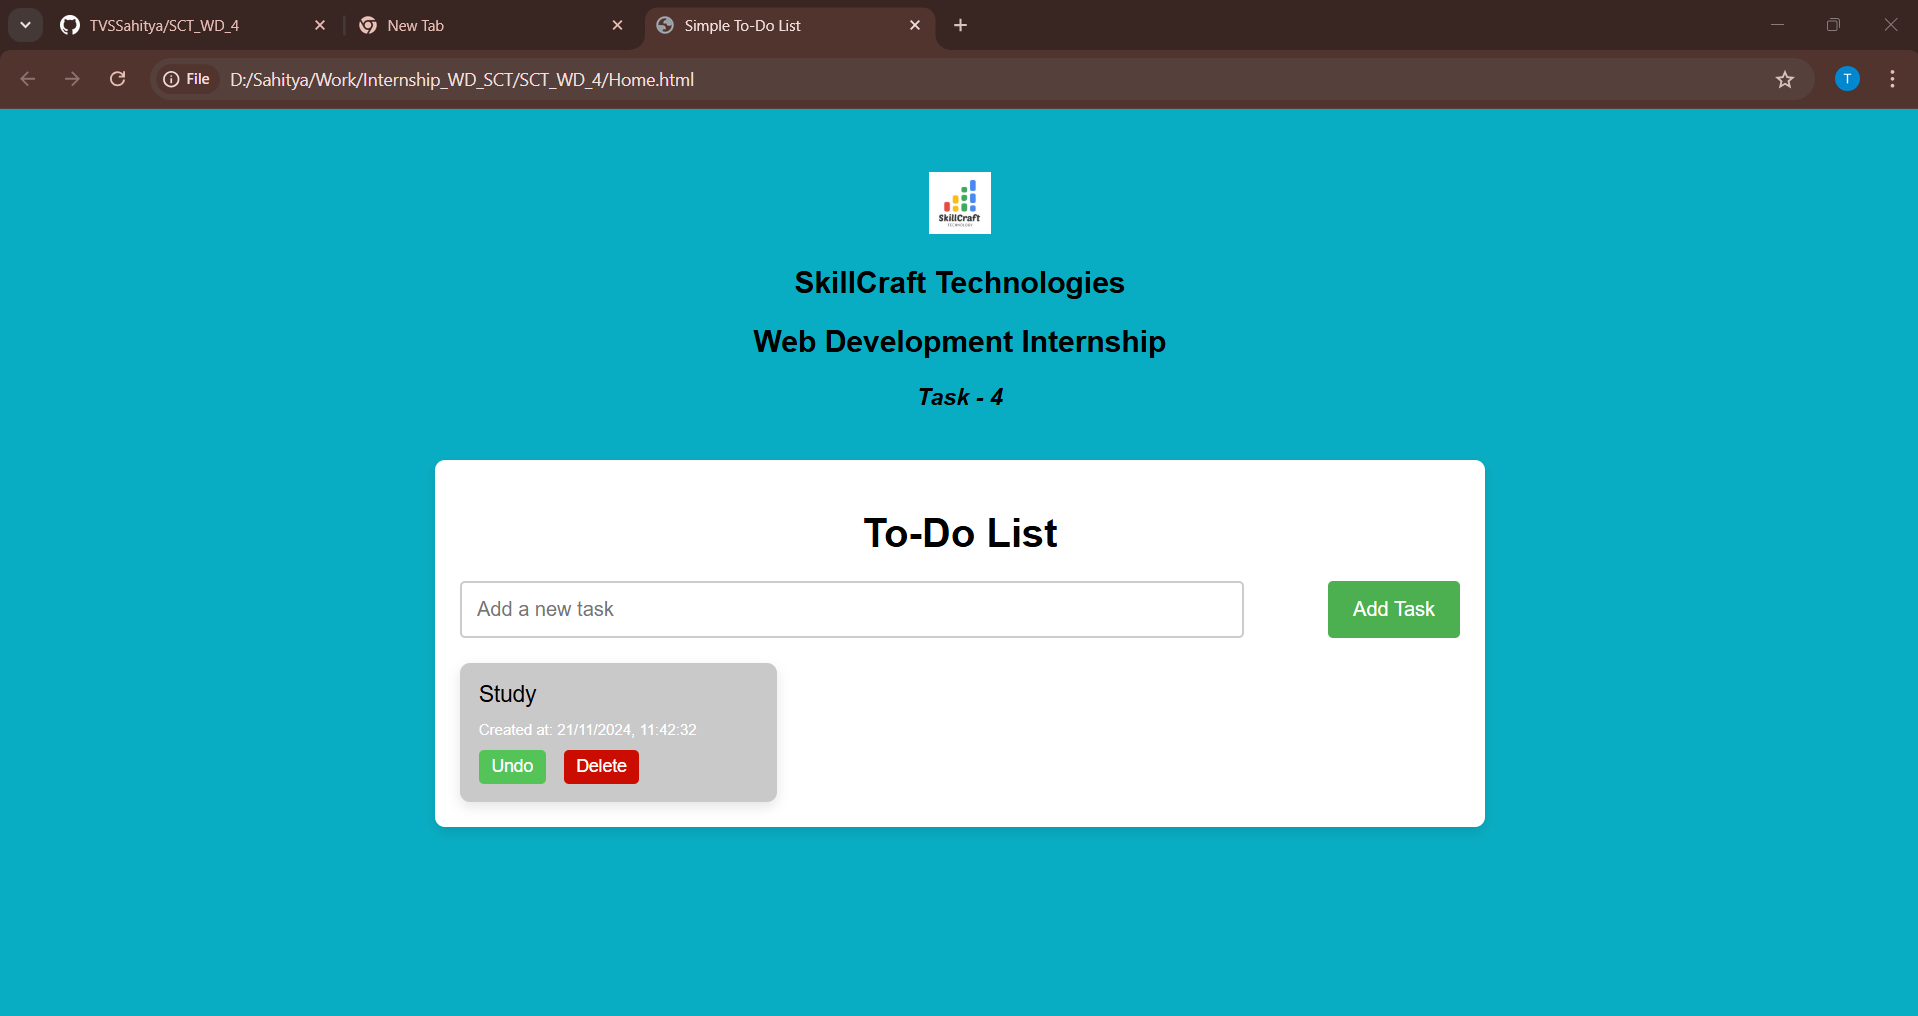 TVSSahitya/SCT_WD_4
New Tab
Simple To-Do List
File D:/Sahitya/Work/Internship_WD_SCT/SCT_WD_4/Home.html
T
SkillCraft
TECHNOLOGY
SkillCraft Technologies
Web Development Internship
Task - 4
To-Do List
Add a new task
Add Task
Study
Created at: 21/11/2024, 11:42:32
Undo Delete